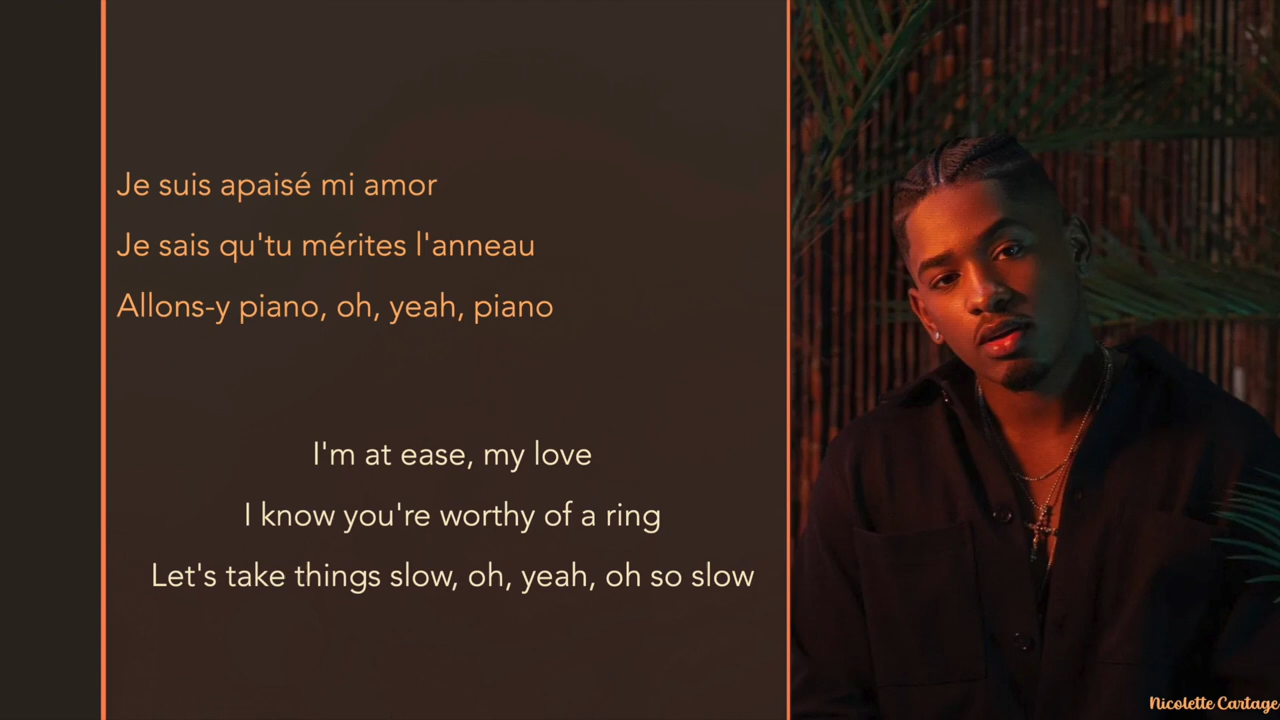 Je suis apaisé mi amor
Je sais qu'tu mérites l'anneau
Allons-y piano, oh, yeah, piano
I'm at ease, my love
I know you're worthy of a ring
Let's take things slow, oh, yeah, oh so slow
Nicolette Cartage